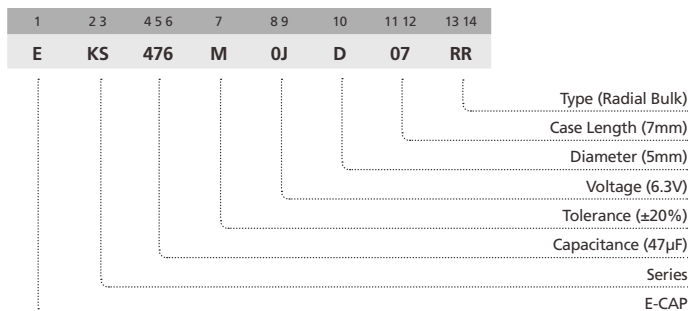 1 2 3 4 5 6 7 8 9 10 11 12 13 14
E KS 476 M 0J D 07 RR
Type (Radial Bulk)
Case Length (7mm)
Diameter (5mm)
Voltage (6.3V)
Tolerance (±20%)
Capacitance (47µF)
Series
E-CAP